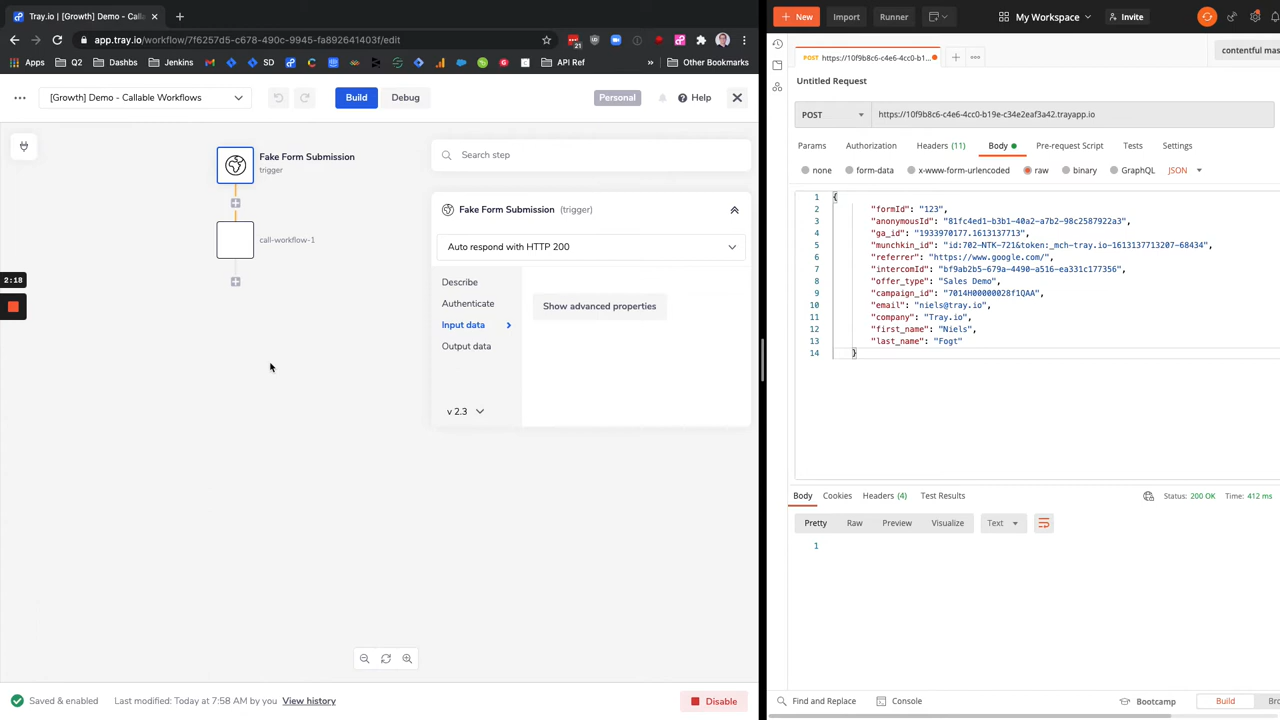 Tray.io | [Growth] Demo - Calla
app.tray.io/workflow/7f6257d5-c678-490c-9945-fa892641403f/edit
21
Apps
Q2
Dashbs
Jenkins
API Ref
Other Bookmarks
[Growth] Demo - Callable Workflows
Build
Debug
Personal
Help
Fake Form Submission
trigger
call-workflow-1
Search step
Fake Form Submission (trigger)
Auto respond with HTTP 200
Describe
Authenticate
Input data
Output data
Show advanced properties
v 2.3
2:18
Saved & enabled
Last modified: Today at 7:58 AM by you
View history
Disable
New
Import
Runner
My Workspace
Invite
POST https://10f9b8c6-c4e6-4cc0-b1...
contentful mas
Untitled Request
POST
https://10f9b8c6-c4e6-4cc0-b19e-c34e2eaf3a42.trayapp.io
Params
Authorization
Headers (11)
Body
Pre-request Script
Tests
Settings
none
form-data
x-www-form-urlencoded
raw
binary
GraphQL
JSON
1 {
2 "formId": "123",
3 "anonymousId": "81fc4ed1-b3b1-40a2-a7b2-98c2587922a3",
4 "ga_id": "1933970177.1613137713",
5 "munchkin_id": "id:702-NTK-721&token:_mch-tray.io-1613137713207-68434",
6 "referrer": "https://www.google.com/",
7 "intercomId": "bf9ab2b5-679a-4490-a516-ea331c177356",
8 "offer_type": "Sales Demo",
9 "campaign_id": "7014H00000028f1QAA",
10 "email": "niels@tray.io",
11 "company": "Tray.io",
12 "first_name": "Niels",
13 "last_name": "Fogt"
14 }
Body
Cookies
Headers (4)
Test Results
Status: 200 OK
Time: 412 ms
Pretty
Raw
Preview
Visualize
Text
1
Find and Replace
Console
Bootcamp
Build
Bro